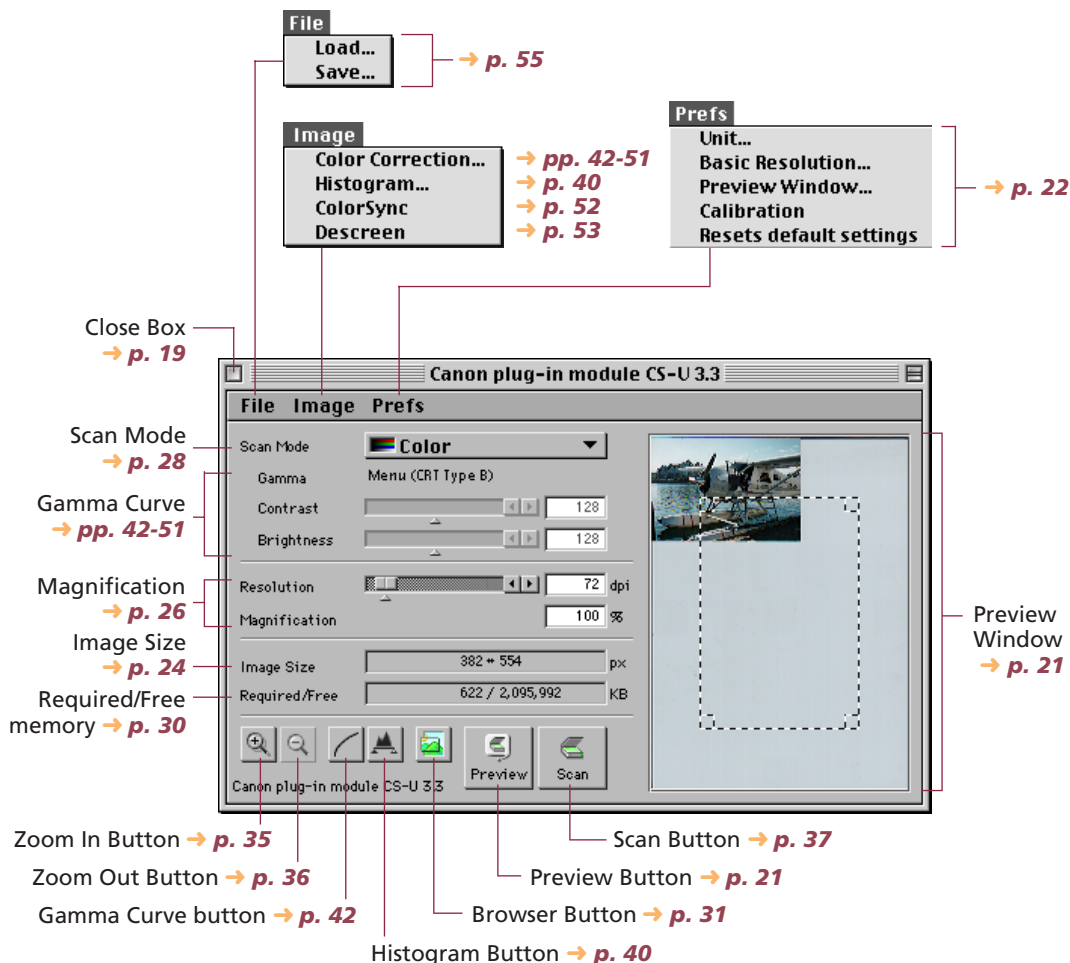 File
Load...
Save...
➔ p. 55
Image
Color Correction...
Histogram...
ColorSync
Descreen
➔ pp. 42-51
➔ p. 40
➔ p. 52
➔ p. 53
Prefs
Unit...
Basic Resolution...
Preview Window...
Calibration
Resets default settings
➔ p. 22
Close Box
➔ p. 19
Scan Mode
➔ p. 28
Gamma Curve
➔ pp. 42-51
Magnification
➔ p. 26
Image Size
➔ p. 24
Required/Free
memory ➔ p. 30
Canon plug-in module CS-U 3.3
File Image Prefs
Scan Mode Color
Gamma Menu (CRT Type B)
Contrast 128
Brightness 128
Resolution 72 dpi
Magnification 100 %
Image Size 382 * 554 px
Required/Free 622 / 2,095,992 KB
Preview
Scan
Canon plug-in module CS-U 3.3
Preview
Window
➔ p. 21
Zoom In Button ➔ p. 35
Zoom Out Button ➔ p. 36
Gamma Curve button ➔ p. 42
Histogram Button ➔ p. 40
Browser Button ➔ p. 31
Preview Button ➔ p. 21
Scan Button ➔ p. 37